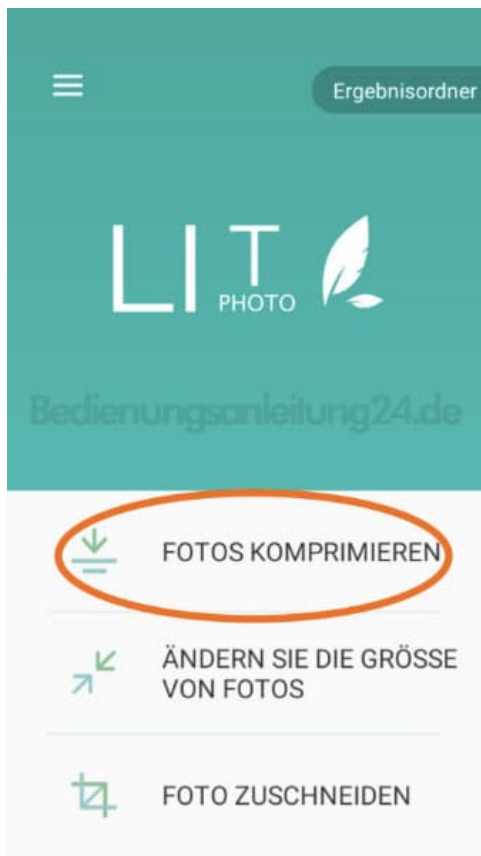 Ergebnisordner
LIT
PHOTO
Bedienungsanleitung24.de
FOTOS KOMPRIMIEREN
ÄNDERN SIE DIE GRÖSSE
VON FOTOS
FOTO ZUSCHNEIDEN